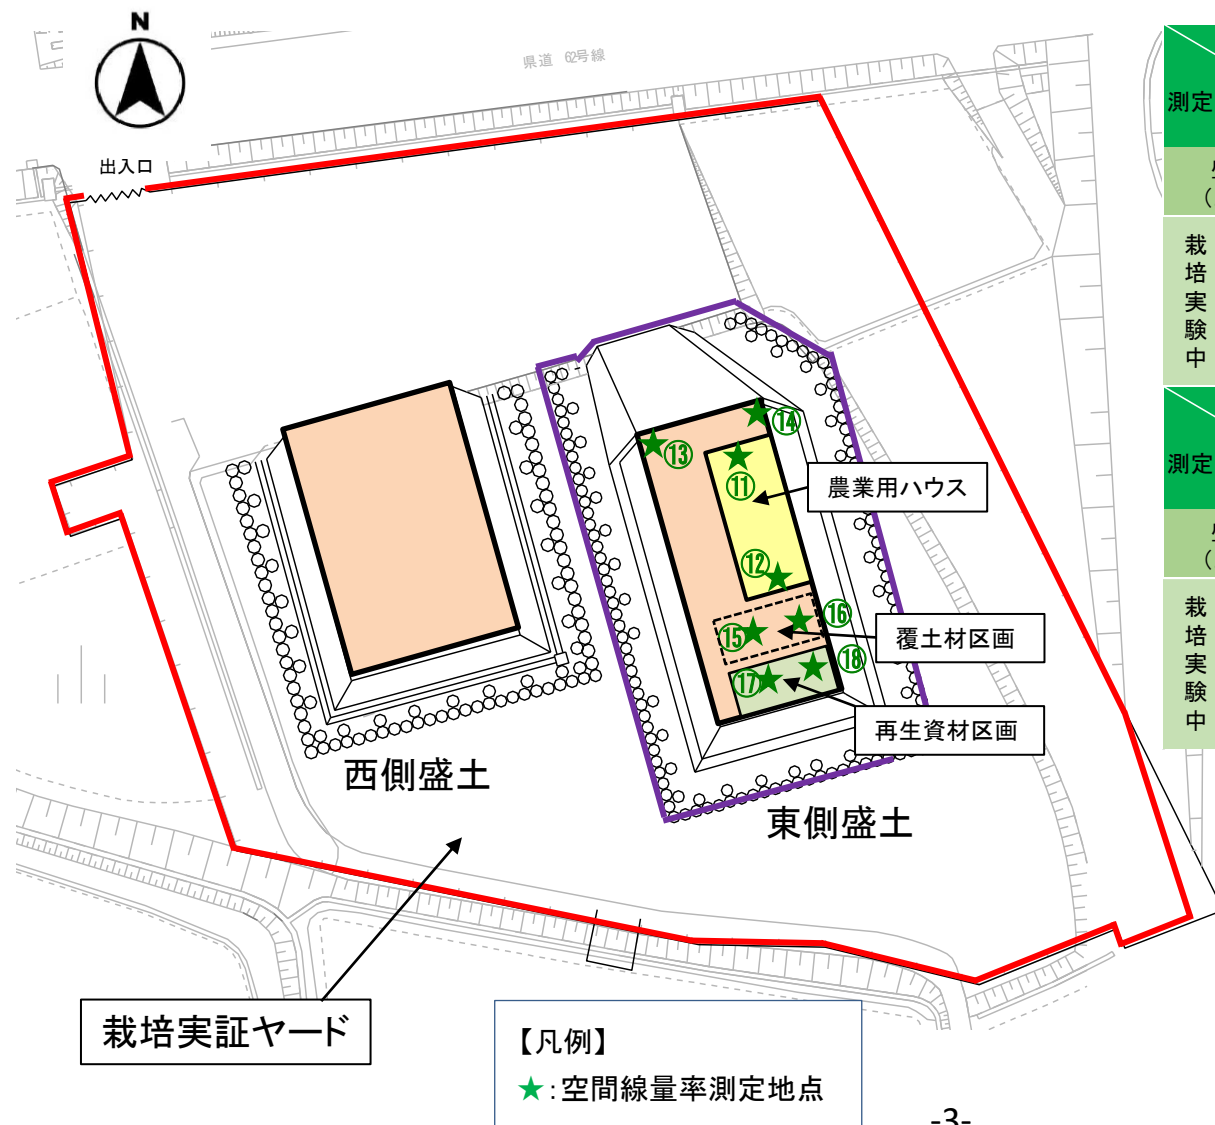 N
県道 62号線
出入口
測定
(
栽培実験中
測定
(
栽培実験中
⑭
⑬
⑪
農業用ハウス
⑫
⑯
⑮
覆土材区画
⑱
⑰
再生資材区画
西側盛土
東側盛土
栽培実証ヤード
【凡例】
★:空間線量率測定地点
-3-